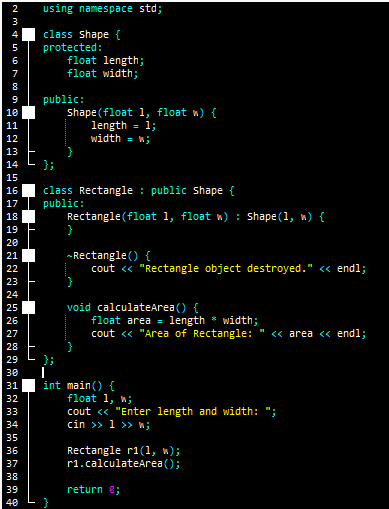 2 using namespace std;
3
4 class Shape {
5 protected:
6 float length;
7 float width;
8
9 public:
10 Shape(float l, float w) {
11 length = l;
12 width = w;
13 }
14 };
15
16 class Rectangle : public Shape {
17 public:
18 Rectangle(float l, float w) : Shape(l, w) {
19 }
20
21 ~Rectangle() {
22 cout << "Rectangle object destroyed." << endl;
23 }
24
25 void calculateArea() {
26 float area = length * width;
27 cout << "Area of Rectangle: " << area << endl;
28 }
29 };
30
31 int main() {
32 float l, w;
33 cout << "Enter length and width: ";
34 cin >> l >> w;
35
36 Rectangle r1(l, w);
37 r1.calculateArea();
38
39 return 0;
40 }